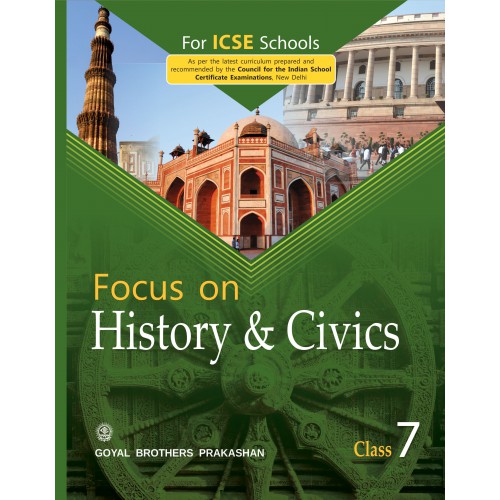 For ICSE Schools
As per the latest curriculum prepared and
recommended by the Council for the Indian School
Certificate Examinations, New Delhi
Focus on
History & Civics
GOYAL BROTHERS PRAKASHAN
Class 7